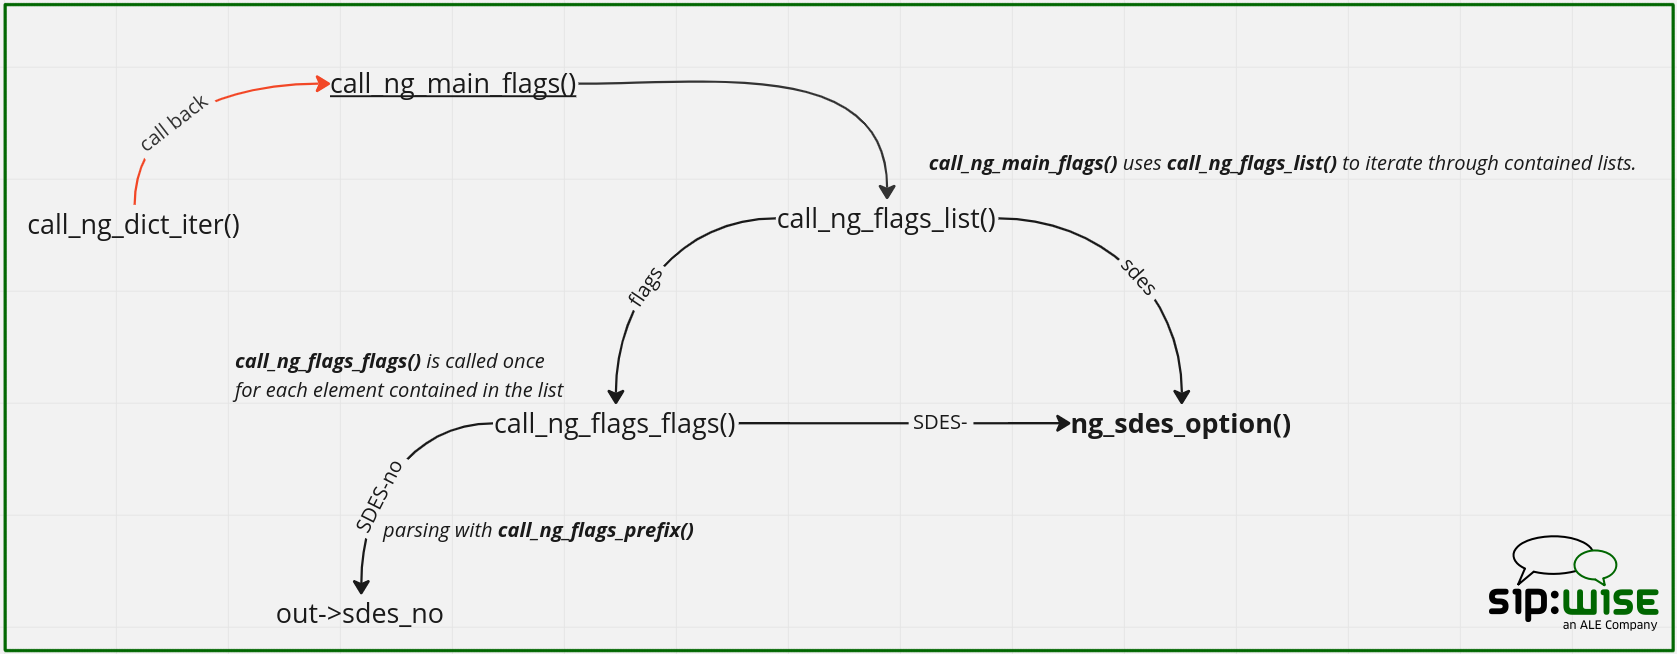 call_ng_main_flags()
call back
call_ng_main_flags() uses call_ng_flags_list() to iterate through contained lists.
call_ng_dict_iter()
call_ng_flags_list()
flags
sdes
call_ng_flags_flags() is called once
for each element contained in the list
call_ng_flags_flags()
SDES-
ng_sdes_option()
SDES-no
parsing with call_ng_flags_prefix()
out->sdes_no
sip:wise
an ALE Company